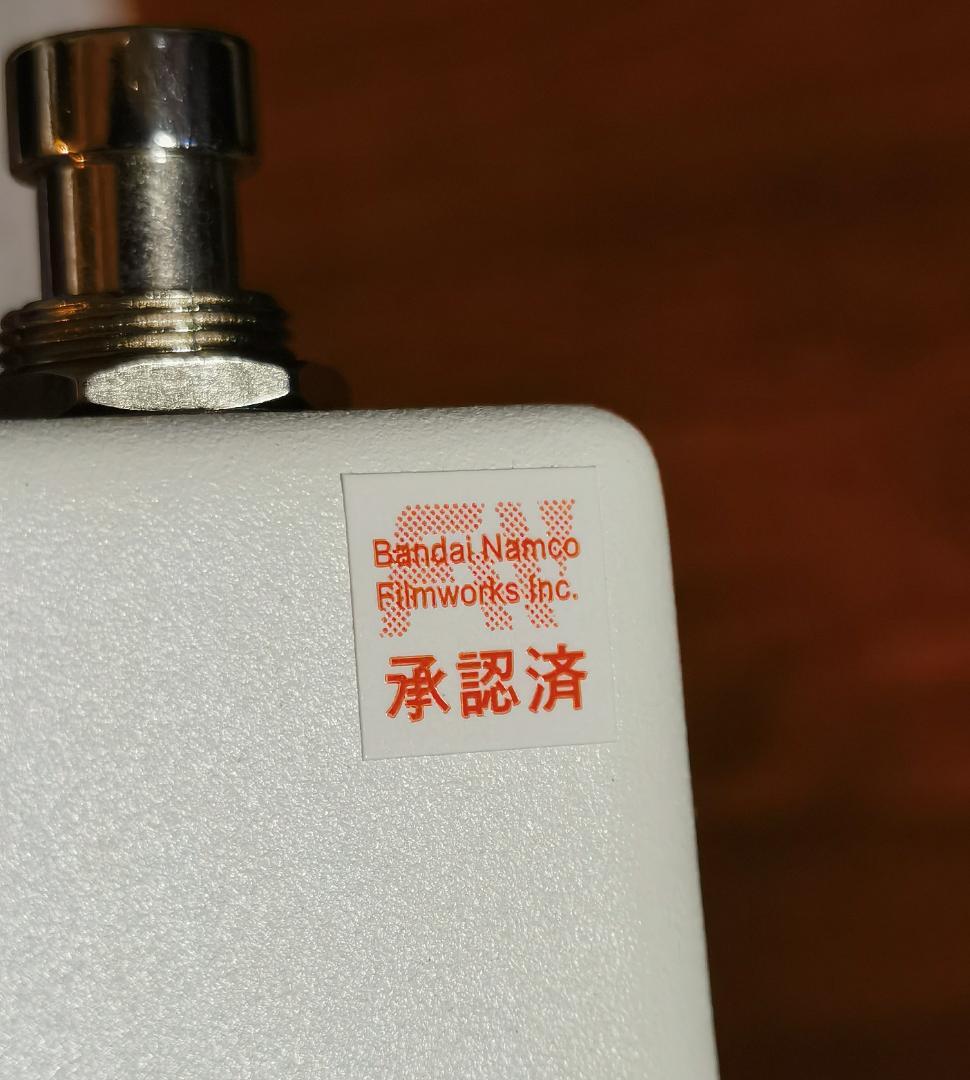 Bandai Namco
Filmworks Inc.
承認済